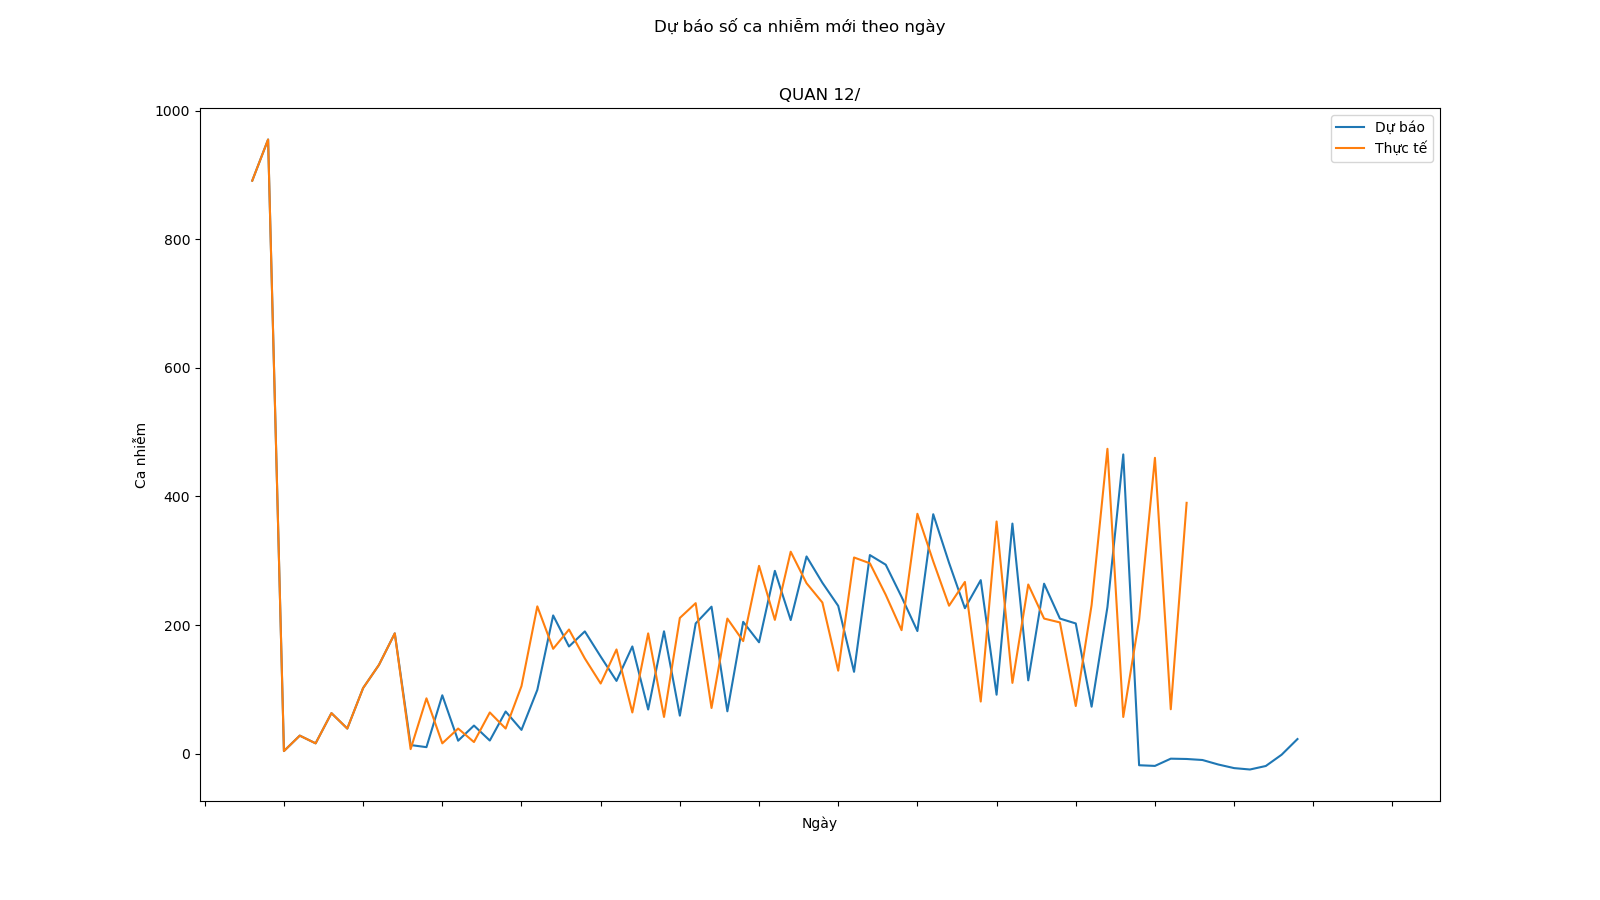 Dự báo số ca nhiễm mới theo ngày
QUAN 12/
Dự báo
Thực tế
1000
800
600
400
200
0
Ca nhiễm
Ngày